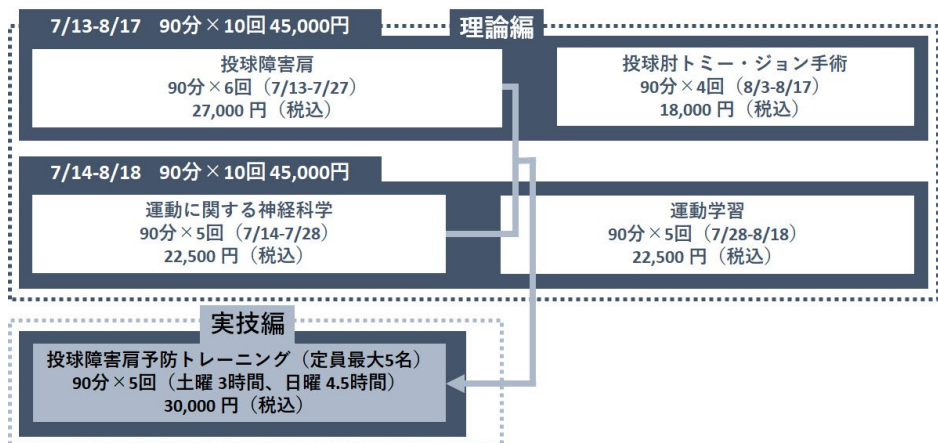 理論編
7/13-8/17 90分×10回 45,000円
投球障害肩
90分×6回（7/13-7/27）
27,000 円（税込）
投球肘トミー・ジョン手術
90分×4回（8/3-8/17）
18,000 円（税込）
7/14-8/18 90分×10回 45,000円
運動に関する神経科学
90分×5回（7/14-7/28）
22,500 円（税込）
運動学習
90分×5回（7/28-8/18）
22,500 円（税込）
実技編
投球障害肩予防トレーニング（定員最大5名）
90分×5回（土曜 3時間、日曜 4.5時間）
30,000 円（税込）